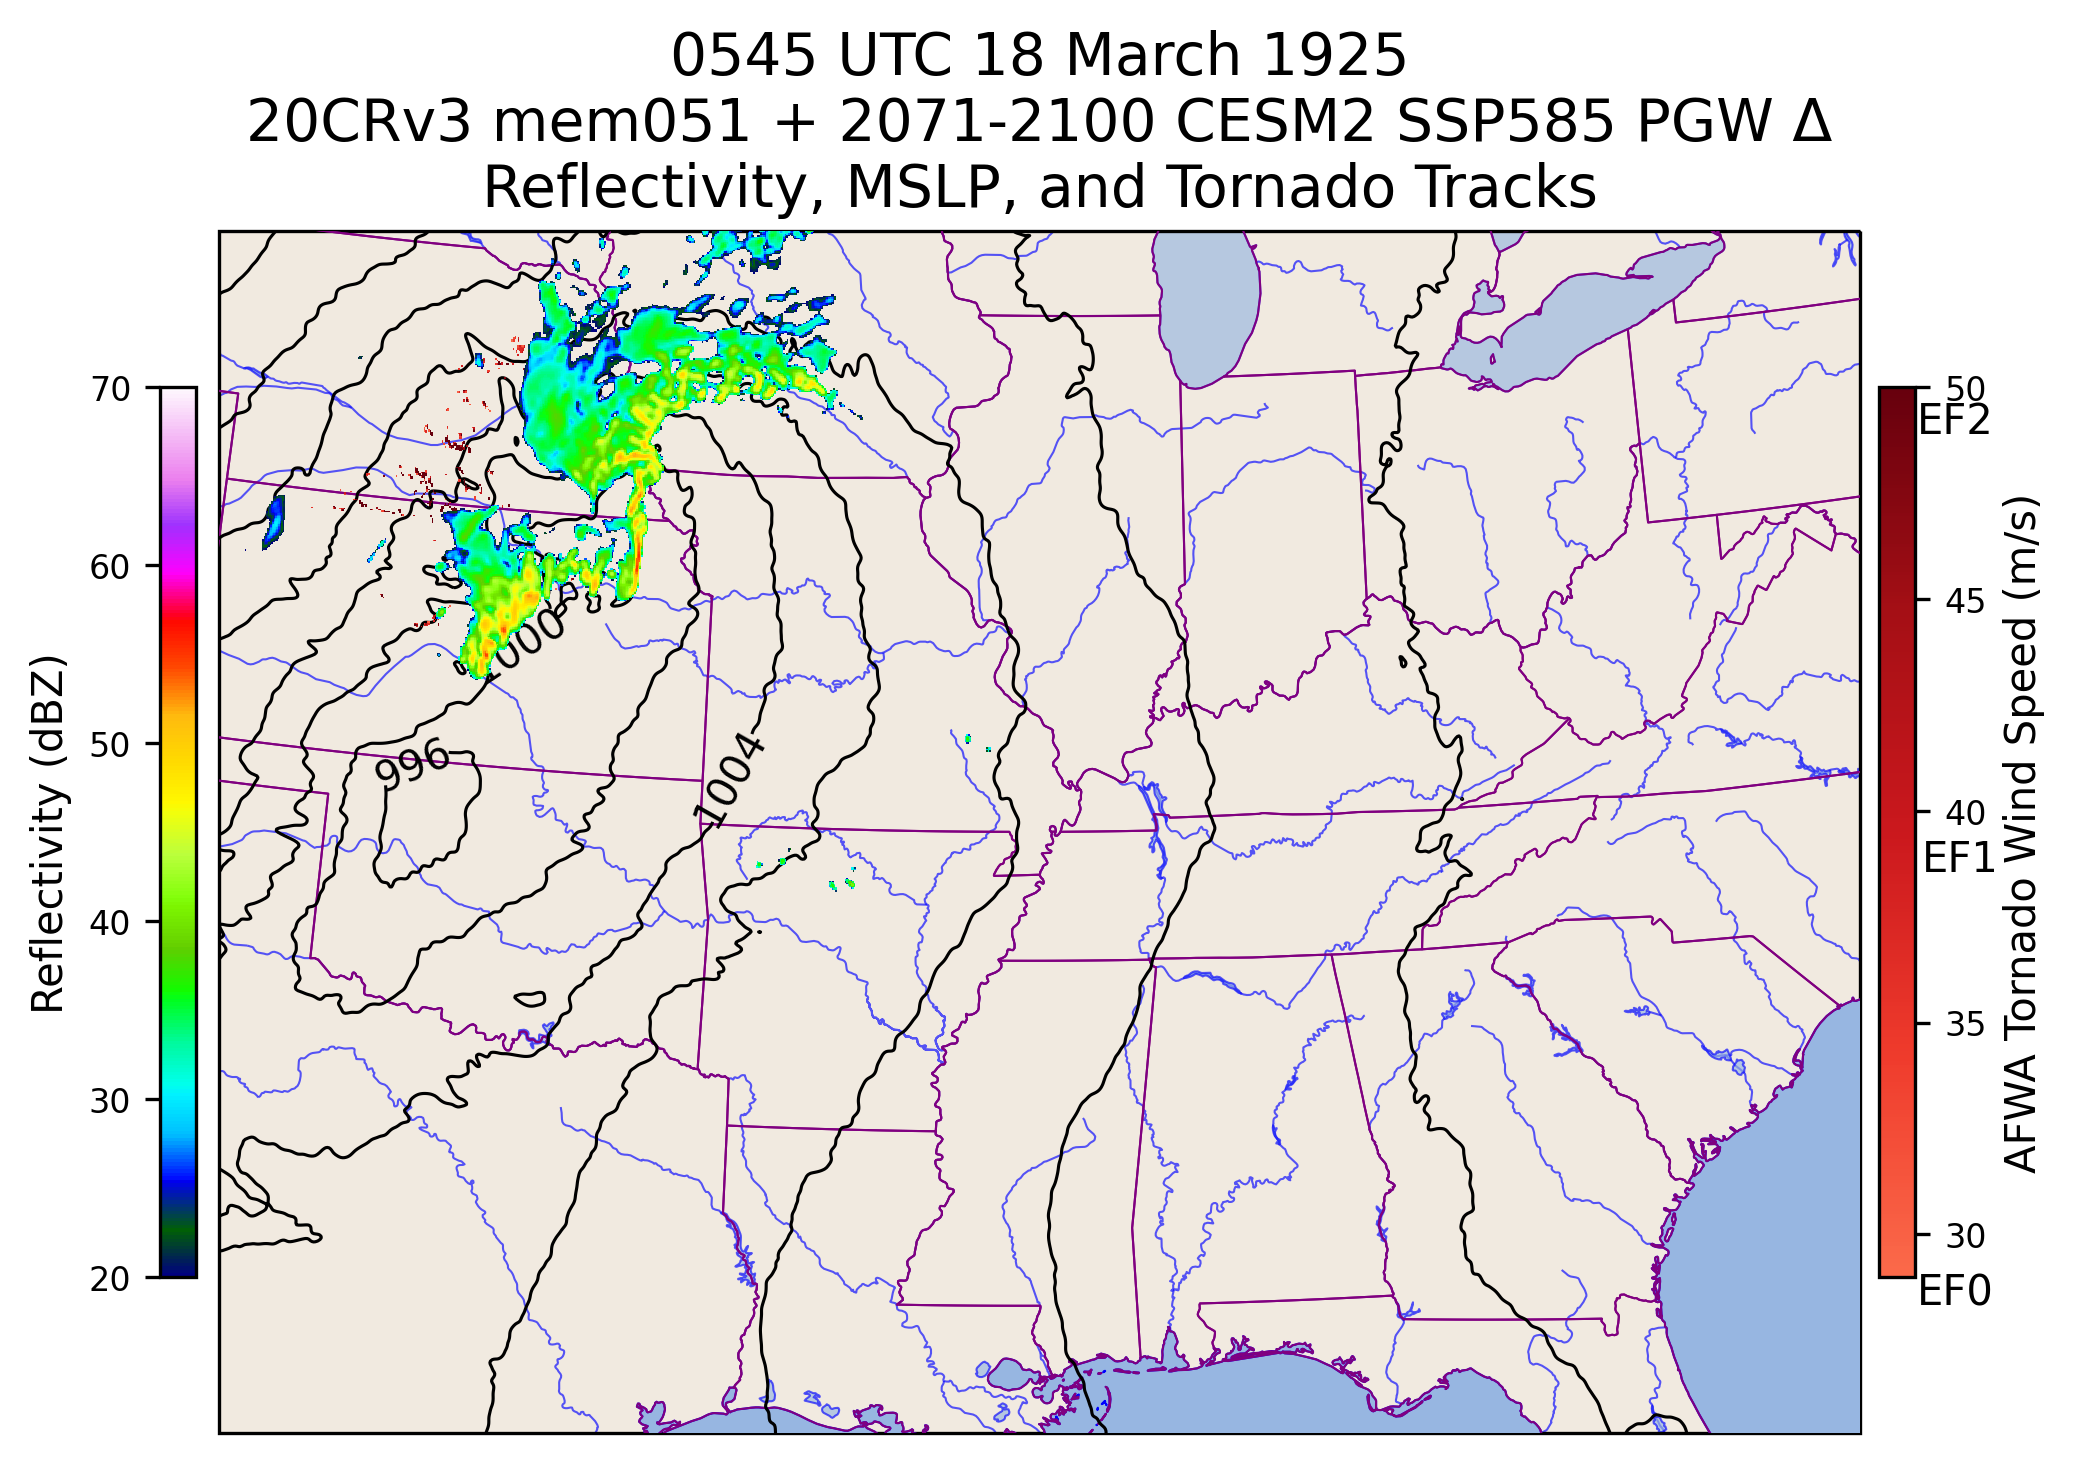 0545 UTC 18 March 1925
20CRv3 mem051 + 2071-2100 CESM2 SSP585 PGW Δ
Reflectivity, MSLP, and Tornado Tracks
70
60
50
40
30
20
Reflectivity (dBZ)
1000
996
1004
50
EF2
45
40
EF1
35
30
EF0
AFWA Tornado Wind Speed (m/s)